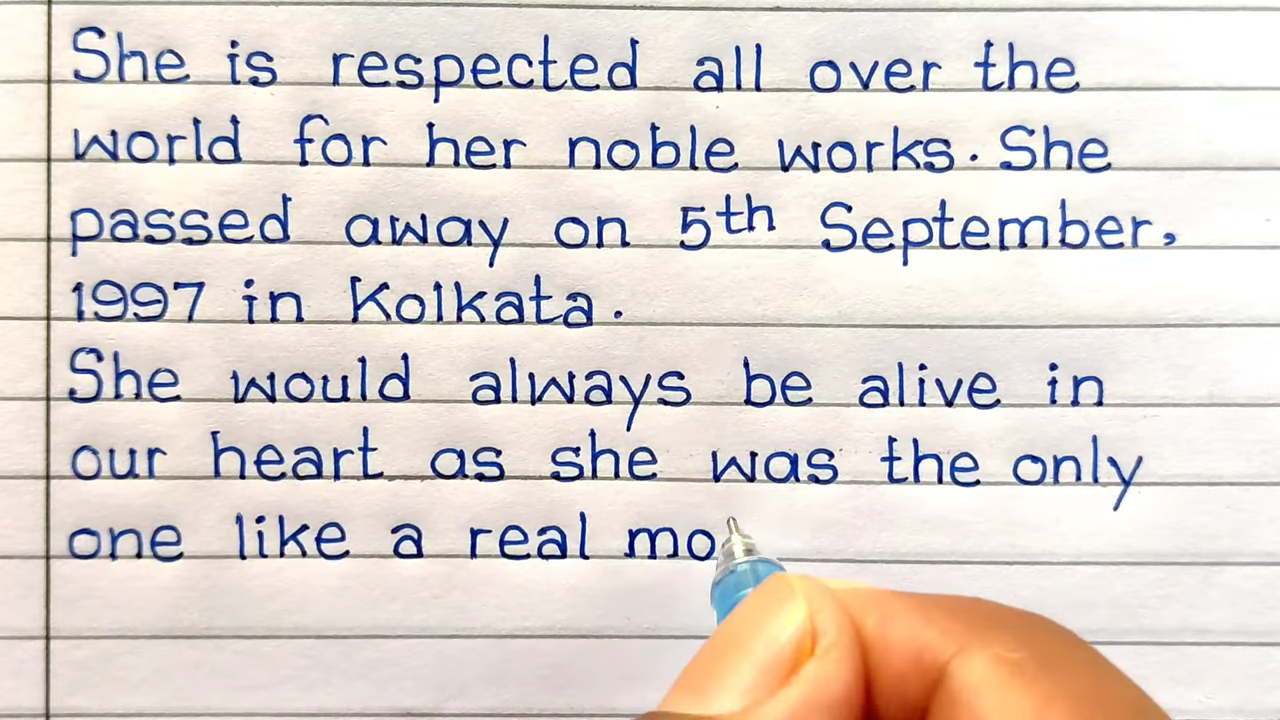 She is respected all over the
world for her noble works. She
passed away on 5th September,
1997 in Kolkata.
She would always be alive in
our heart as she was the only
one like a real mo